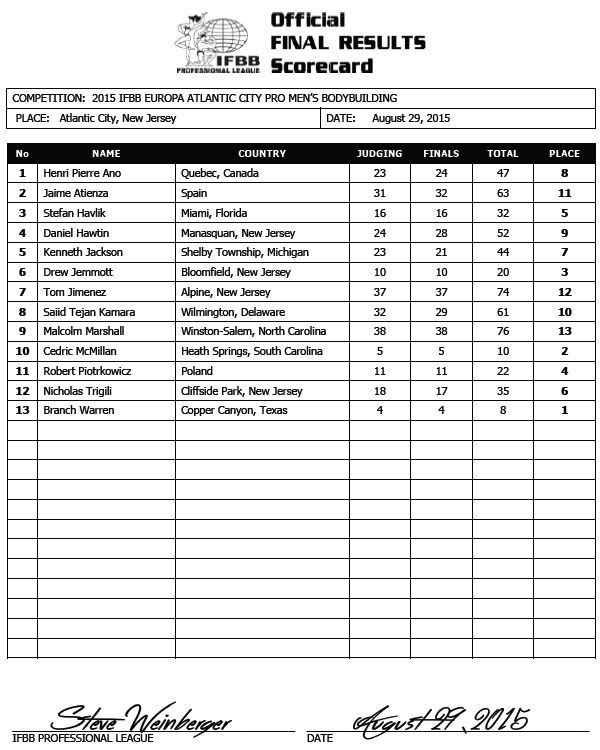 Official
FINAL RESULTS
Scorecard
IFBB
PROFESSIONAL LEAGUE
COMPETITION: 2015 IFBB EUROPA ATLANTIC CITY PRO MEN'S BODYBUILDING
PLACE: Atlantic City, New Jersey DATE: August 29, 2015
No NAME COUNTRY JUDGING FINALS TOTAL PLACE
1 Henri Pierre Ano Quebec, Canada 23 24 47 8
2 Jaime Atienza Spain 31 32 63 11
3 Stefan Havlik Miami, Florida 16 16 32 5
4 Daniel Hawtin Manasquan, New Jersey 24 28 52 9
5 Kenneth Jackson Shelby Township, Michigan 23 21 44 7
6 Drew Jemmott Bloomfield, New Jersey 10 10 20 3
7 Tom Jimenez Alpine, New Jersey 37 37 74 12
8 Saiid Tejan Kamara Wilmington, Delaware 32 29 61 10
9 Malcolm Marshall Winston-Salem, North Carolina 38 38 76 13
10 Cedric McMillan Heath Springs, South Carolina 5 5 10 2
11 Robert Piotrkowicz Poland 11 11 22 4
12 Nicholas Trigili Cliffside Park, New Jersey 18 17 35 6
13 Branch Warren Copper Canyon, Texas 4 4 8 1
Steve Weinberger August 29, 2015
IFBB PROFESSIONAL LEAGUE DATE